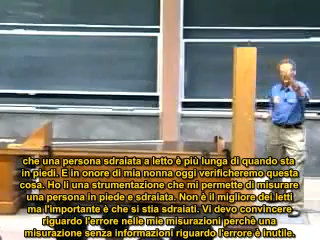 che una persona sdraiata a letto è più lunga di quando sta
in piedi. E in onore di mia nonna oggi verificheremo questa
cosa. Ho lì una strumentazione che mi permette di misurare
una persona in piede e sdraiata. Non è il migliore dei letti
ma l'importante è che si stia sdraiati. Vi devo convincere
riguardo l'errore nelle mie misurazioni perchè una
misurazione senza informazioni riguardo l'errore è inutile.